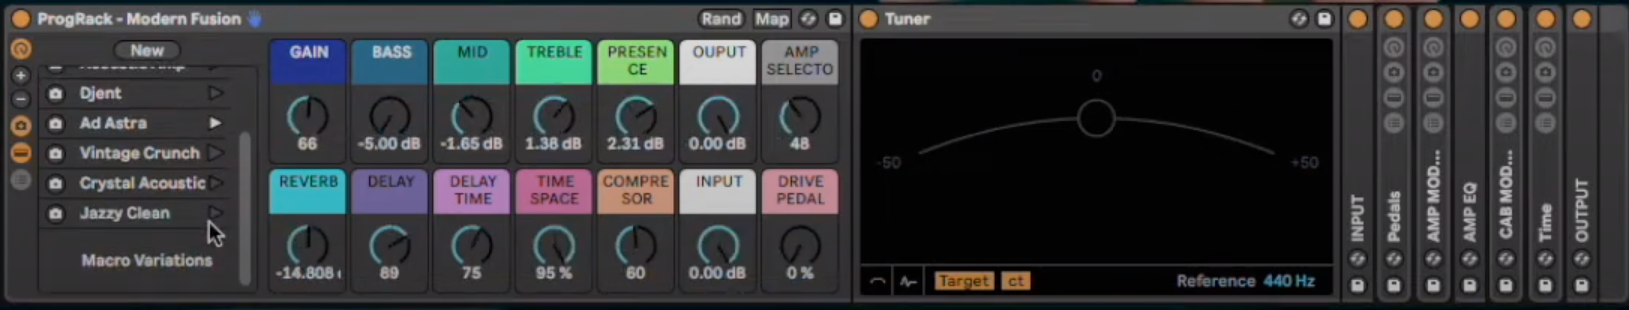 ProgRack - Modern Fusion
Rand
Map
New
Djent
Ad Astra
Vintage Crunch
Crystal Acoustic
Jazzy Clean
Macro Variations
GAIN
BASS
MID
TREBLE
PRESEN
CE
OUPUT
AMP
SELECTO
66
-5.00 dB
-1.65 dB
1.38 dB
2.31 dB
0.00 dB
48
REVERB
DELAY
DELAY
TIME
TIME
SPACE
COMPRE
SOR
INPUT
DRIVE
PEDAL
-14.808
89
75
95 %
60
0.00 dB
0 %
Tuner
0
-50
+50
Target
ct
Reference 440 Hz
INPUT
Pedals
AMP MOD...
AMP EQ
CAB MOD...
Time
OUTPUT